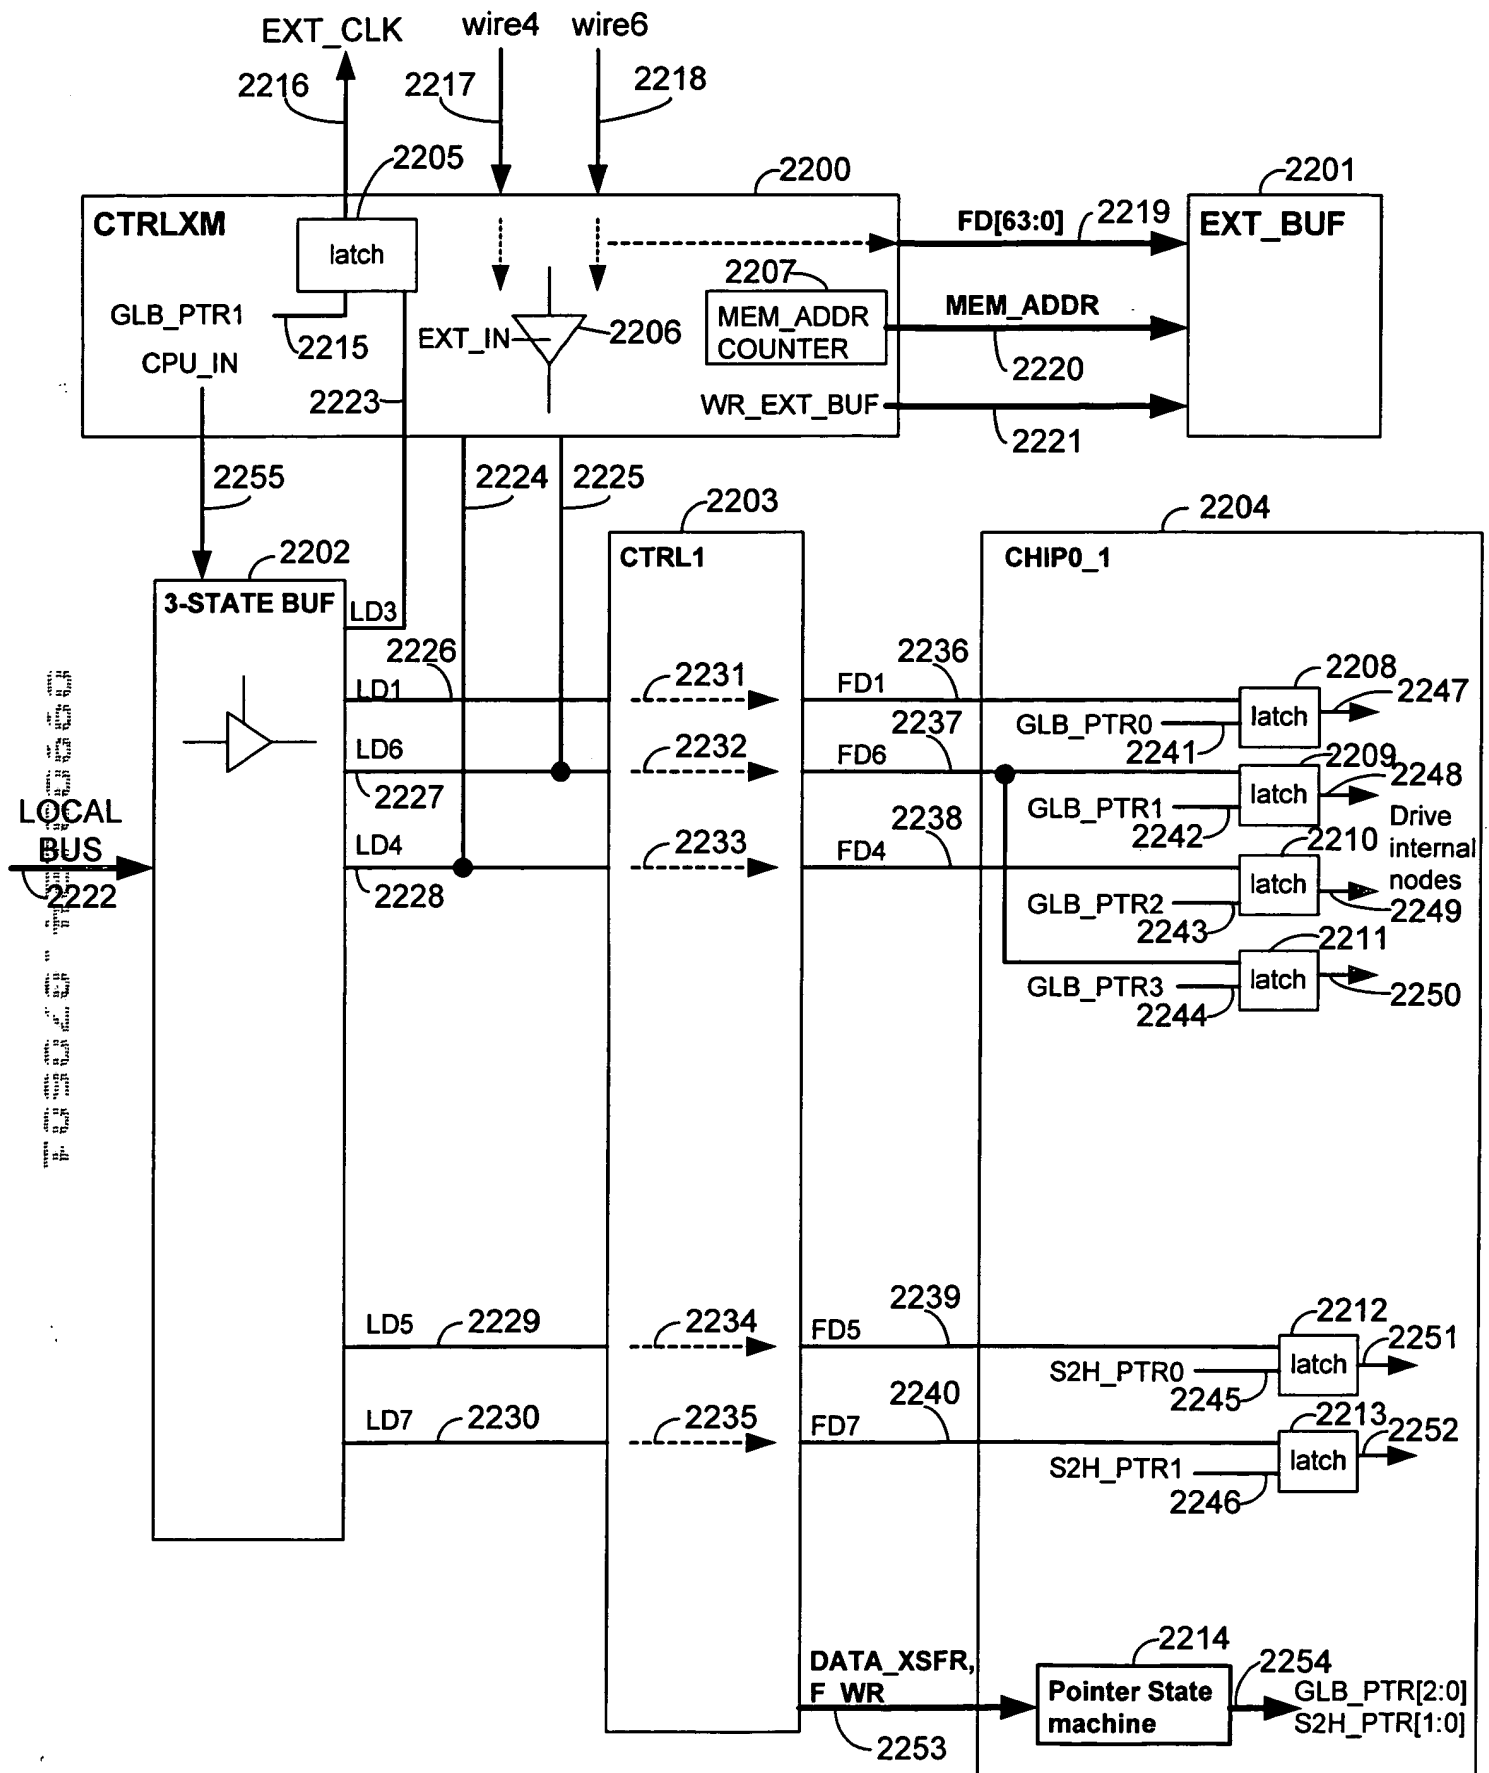 EXT_CLK
wire4
wire6
2216
2217
2218
2205
2200
2201
CTRLXM
latch
FD[63:0]
2219
EXT_BUF
2207
GLB_PTR1
2215
EXT_IN
2206
MEM_ADDR
COUNTER
MEM_ADDR
2220
CPU_IN
2223
WR_EXT_BUF
2221
2255
2224
2225
2203
2204
2202
CTRL1
CHIP0_1
3-STATE BUF
LD3
2226
2231
2236
2208
2247
LD1
FD1
latch
GLB_PTR0
2241
LD6
2232
2237
FD6
2209
2248
2227
latch
GLB_PTR1
2242
LOCAL
BUS
2222
LD4
2233
2238
FD4
2210
Drive
internal
nodes
2228
latch
2249
GLB_PTR2
2243
2211
latch
2250
GLB_PTR3
2244
LD5
2229
2234
2239
FD5
2212
2251
latch
S2H_PTR0
2245
LD7
2230
2235
2240
FD7
2213
2252
latch
S2H_PTR1
2246
DATA_XSFR,
F_WR
2253
2214
Pointer State
machine
2254
GLB_PTR[2:0]
S2H_PTR[1:0]